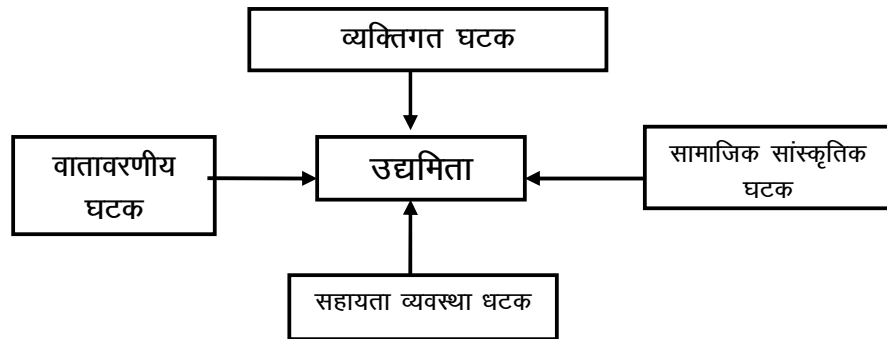 व्यक्तिगत घटक
वातावरणीय
घटक
उद्यमिता
सामाजिक सांस्कृतिक
घटक
सहायता व्यवस्था धटक